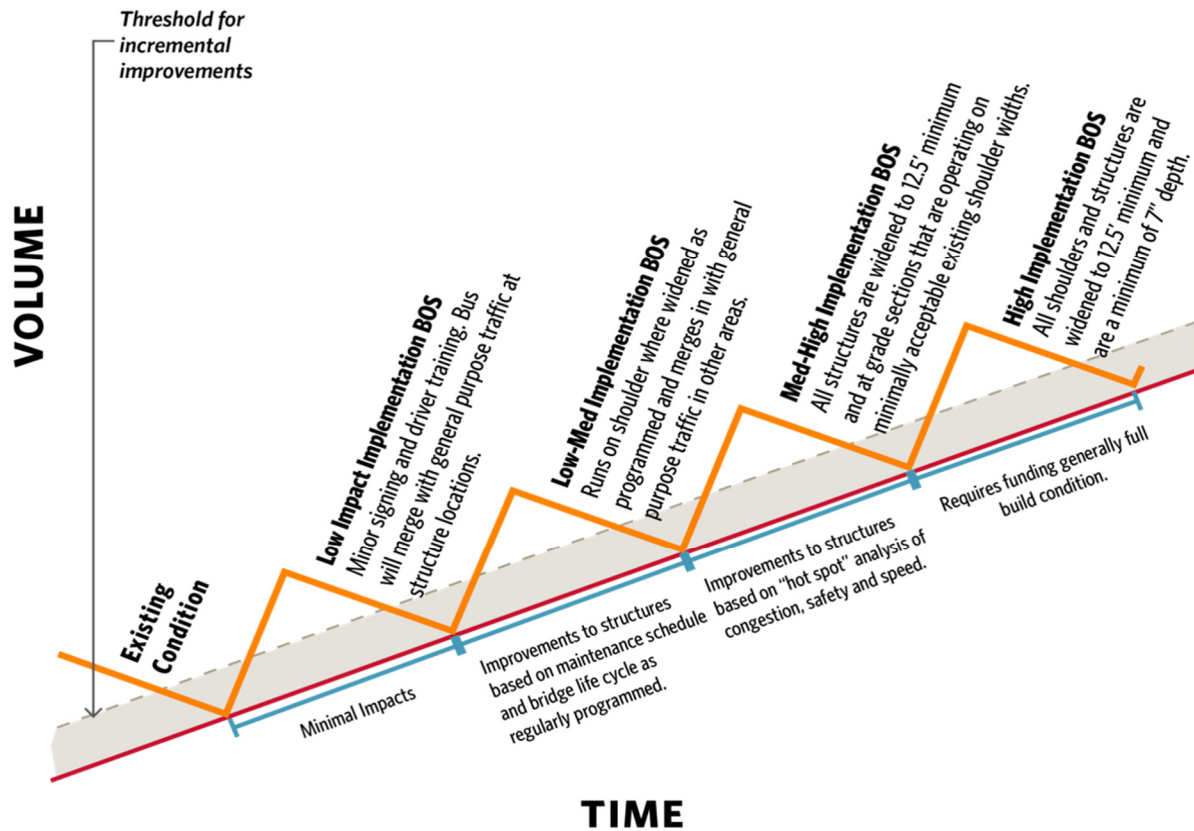 Threshold for
incremental
improvements
VOLUME
Existing
Condition
Low Impact Implementation BOS
Minor signing and driver training. Bus
will merge with general purpose traffic at
structure locations.
Low-Med Implementation BOS
Runs on shoulder where widened as
programmed and merges in with general
purpose traffic in other areas.
Med-High Implementation BOS
All structures are widened to 12.5' minimum
and at grade sections that are operating on
minimally acceptable existing shoulder widths.
High Implementation BOS
All shoulders and structures are
widened to 12.5' minimum and
are a minimum of 7" depth.
Minimal Impacts
Improvements to structures
based on maintenance schedule
and bridge life cycle as
regularly programmed.
Improvements to structures
based on "hot spot" analysis of
congestion, safety and speed.
Requires funding generally full
build condition.
TIME